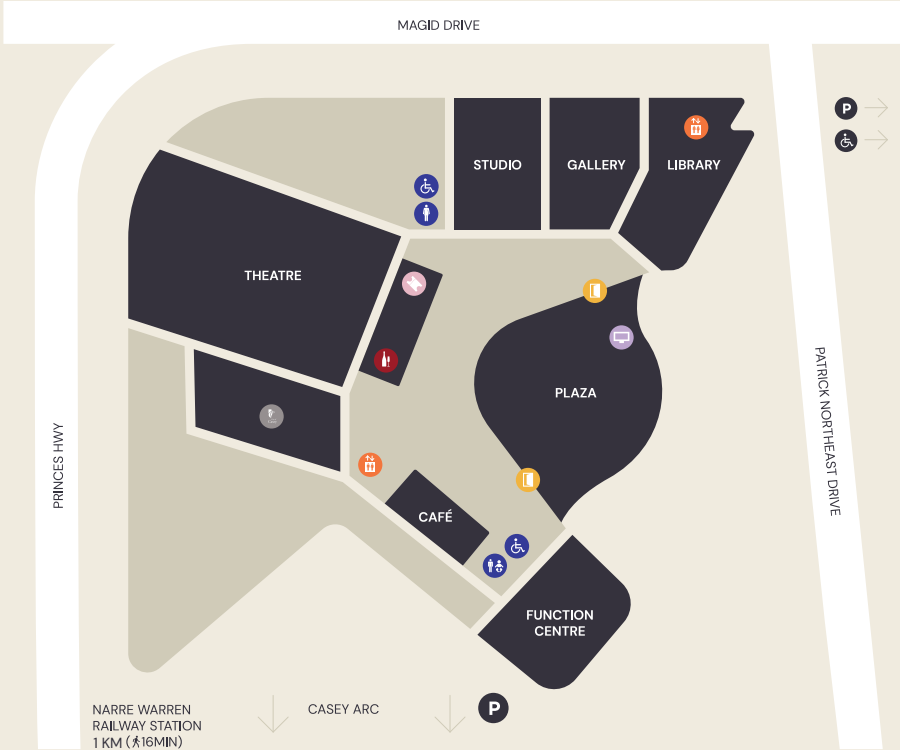 MAGID DRIVE
P
STUDIO
GALLERY
LIBRARY
THEATRE
PLAZA
PATRICK NORTHEAST DRIVE
PRINCES HWY
CAFÉ
FUNCTION
CENTRE
NARRE WARREN
RAILWAY STATION
1 KM (16MIN)
CASEY ARC
P